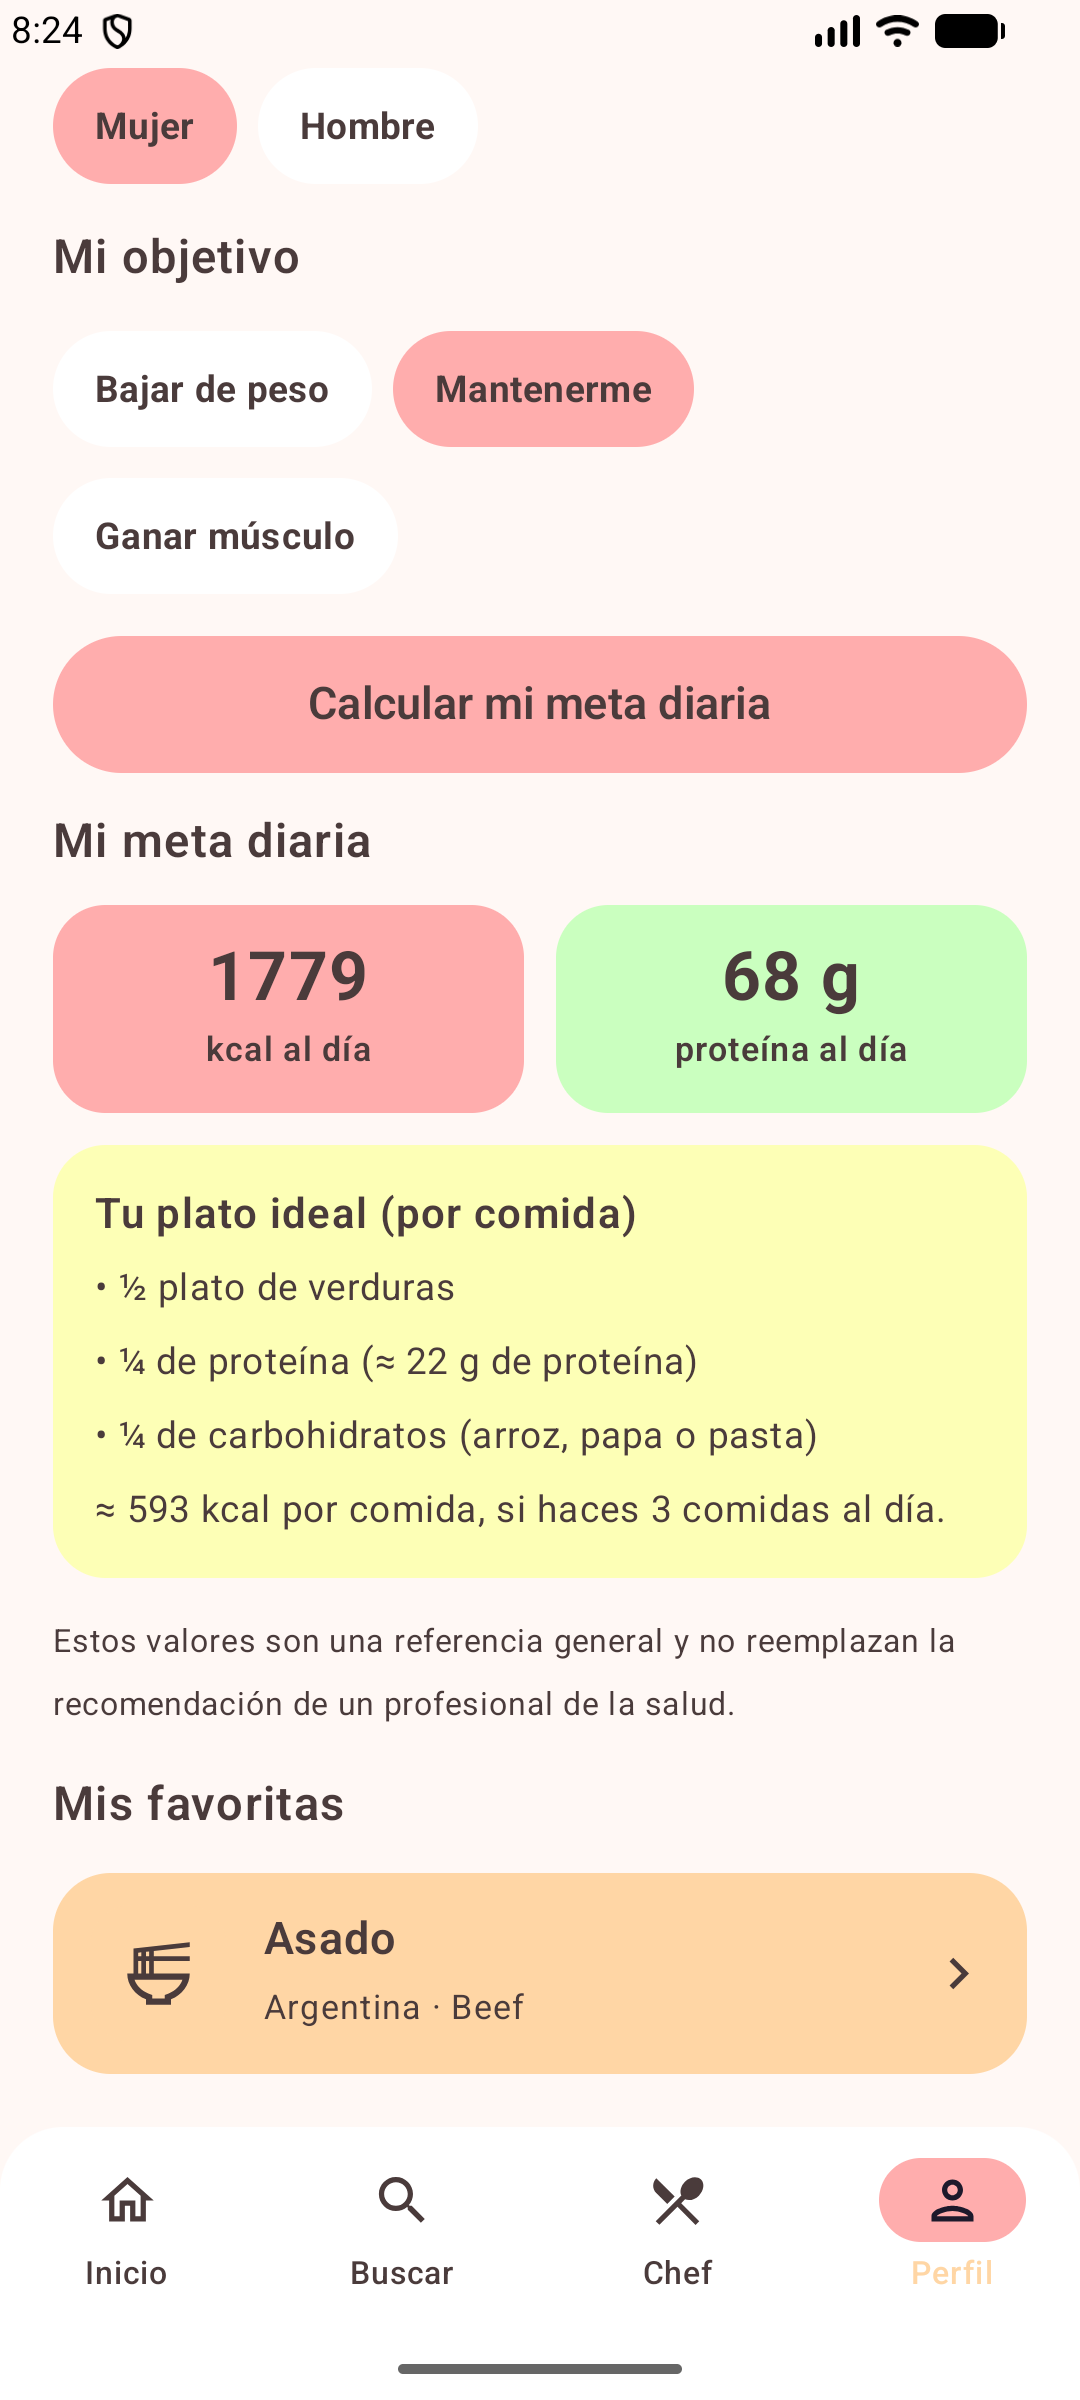 8:24
Mujer
Hombre
Mi objetivo
Bajar de peso
Mantenerme
Ganar músculo
Calcular mi meta diaria
Mi meta diaria
1779
kcal al día
68 g
proteína al día
Tu plato ideal (por comida)
• ½ plato de verduras
• ¼ de proteína (≈ 22 g de proteína)
• ¼ de carbohidratos (arroz, papa o pasta)
≈ 593 kcal por comida, si haces 3 comidas al día.
Estos valores son una referencia general y no reemplazan la
recomendación de un profesional de la salud.
Mis favoritas
Asado
Argentina · Beef
Inicio
Buscar
Chef
Perfil